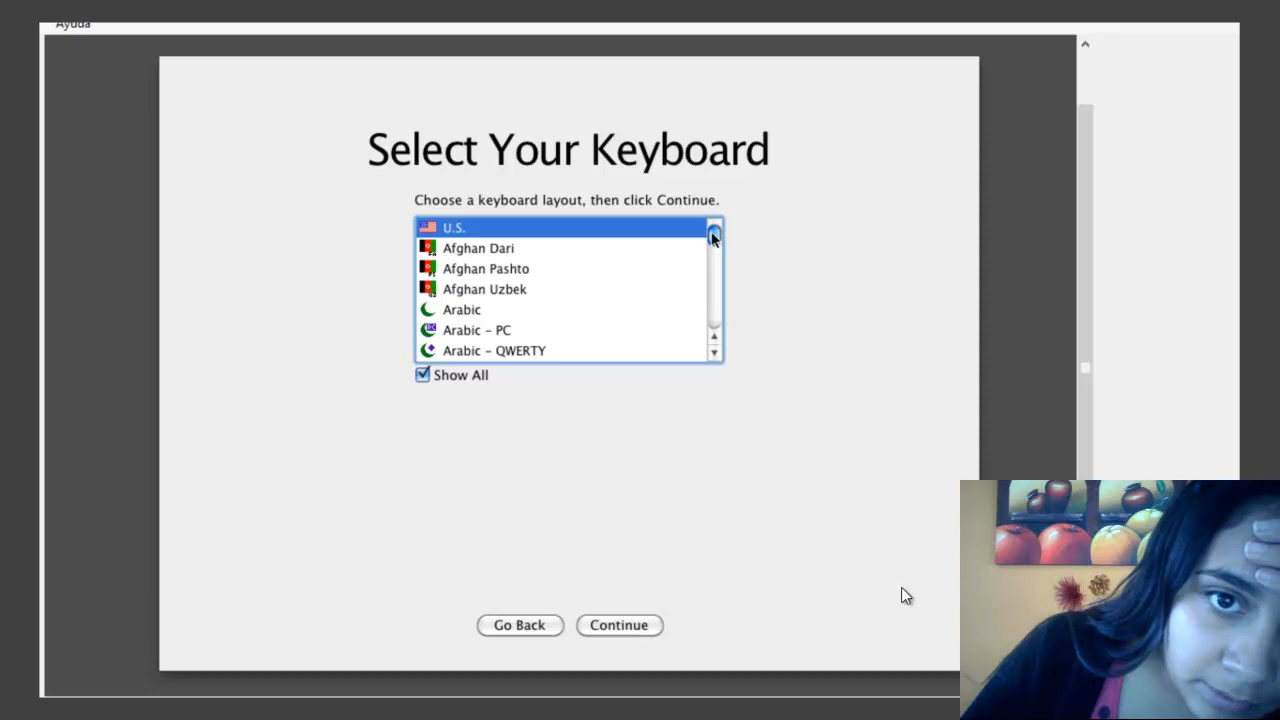 Ayuda
Select Your Keyboard
Choose a keyboard layout, then click Continue.
U.S.
Afghan Dari
Afghan Pashto
Afghan Uzbek
Arabic
Arabic - PC
Arabic - QWERTY
Show All
Go Back Continue